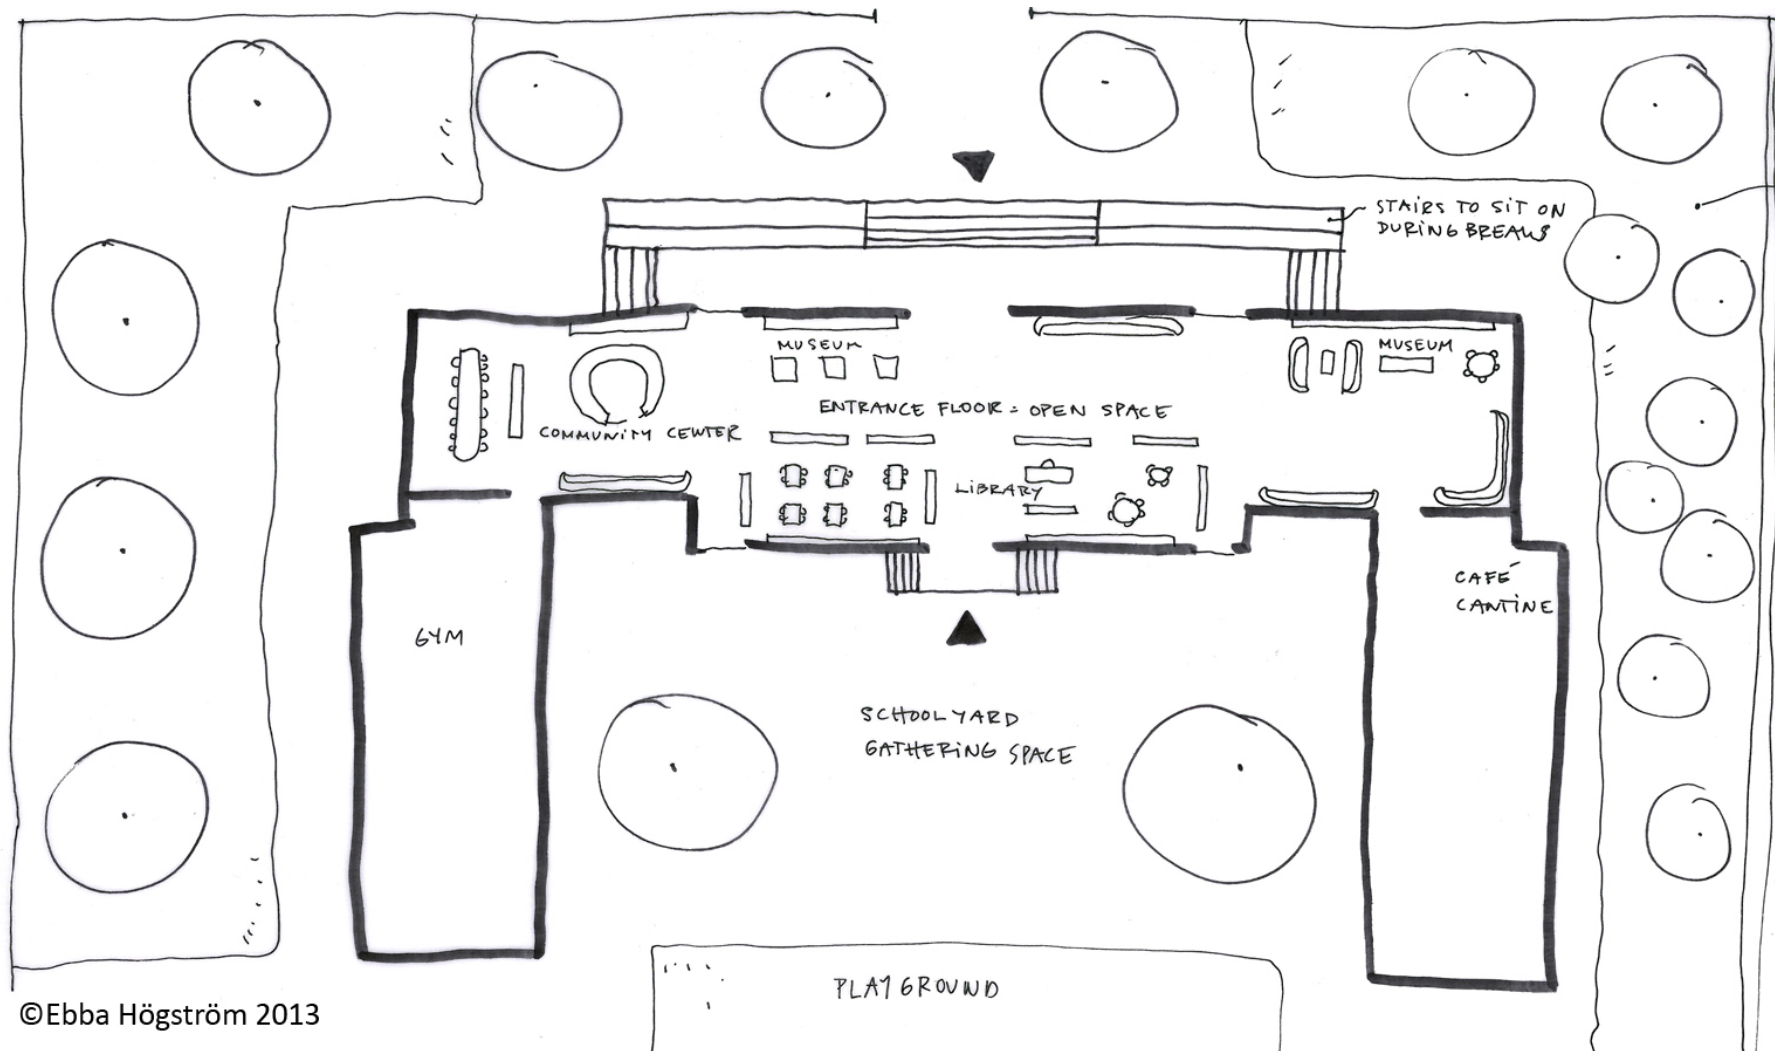 STAIRS TO SIT ON
DURING BREAKS
MUSEUM
MUSEUM
ENTRANCE FLOOR = OPEN SPACE
COMMUNITY CENTER
LIBRARY
CAFÉ
CANTINE
GYM
SCHOOLYARD
GATHERING SPACE
PLAYGROUND
©Ebba Högström 2013